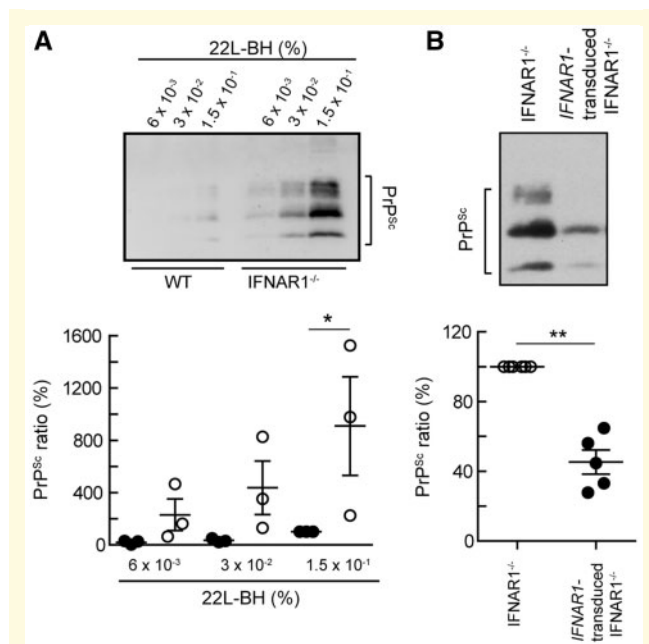 A
22L-BH (%)
6 x 10⁻³
3 x 10⁻²
1.5 x 10⁻¹
6 x 10⁻³
3 x 10⁻²
1.5 x 10⁻¹
PrPˢᶜ
WT
IFNAR1⁻/⁻
1600
1200
800
400
0
PrPˢᶜ ratio (%)
*
6 x 10⁻³
3 x 10⁻²
1.5 x 10⁻¹
22L-BH (%)
B
IFNAR1⁻/⁻
IFNAR1-
transduced
IFNAR1⁻/⁻
PrPˢᶜ
120
80
40
0
PrPˢᶜ ratio (%)
**
IFNAR1⁻/⁻
IFNAR1-
transduced
IFNAR1⁻/⁻